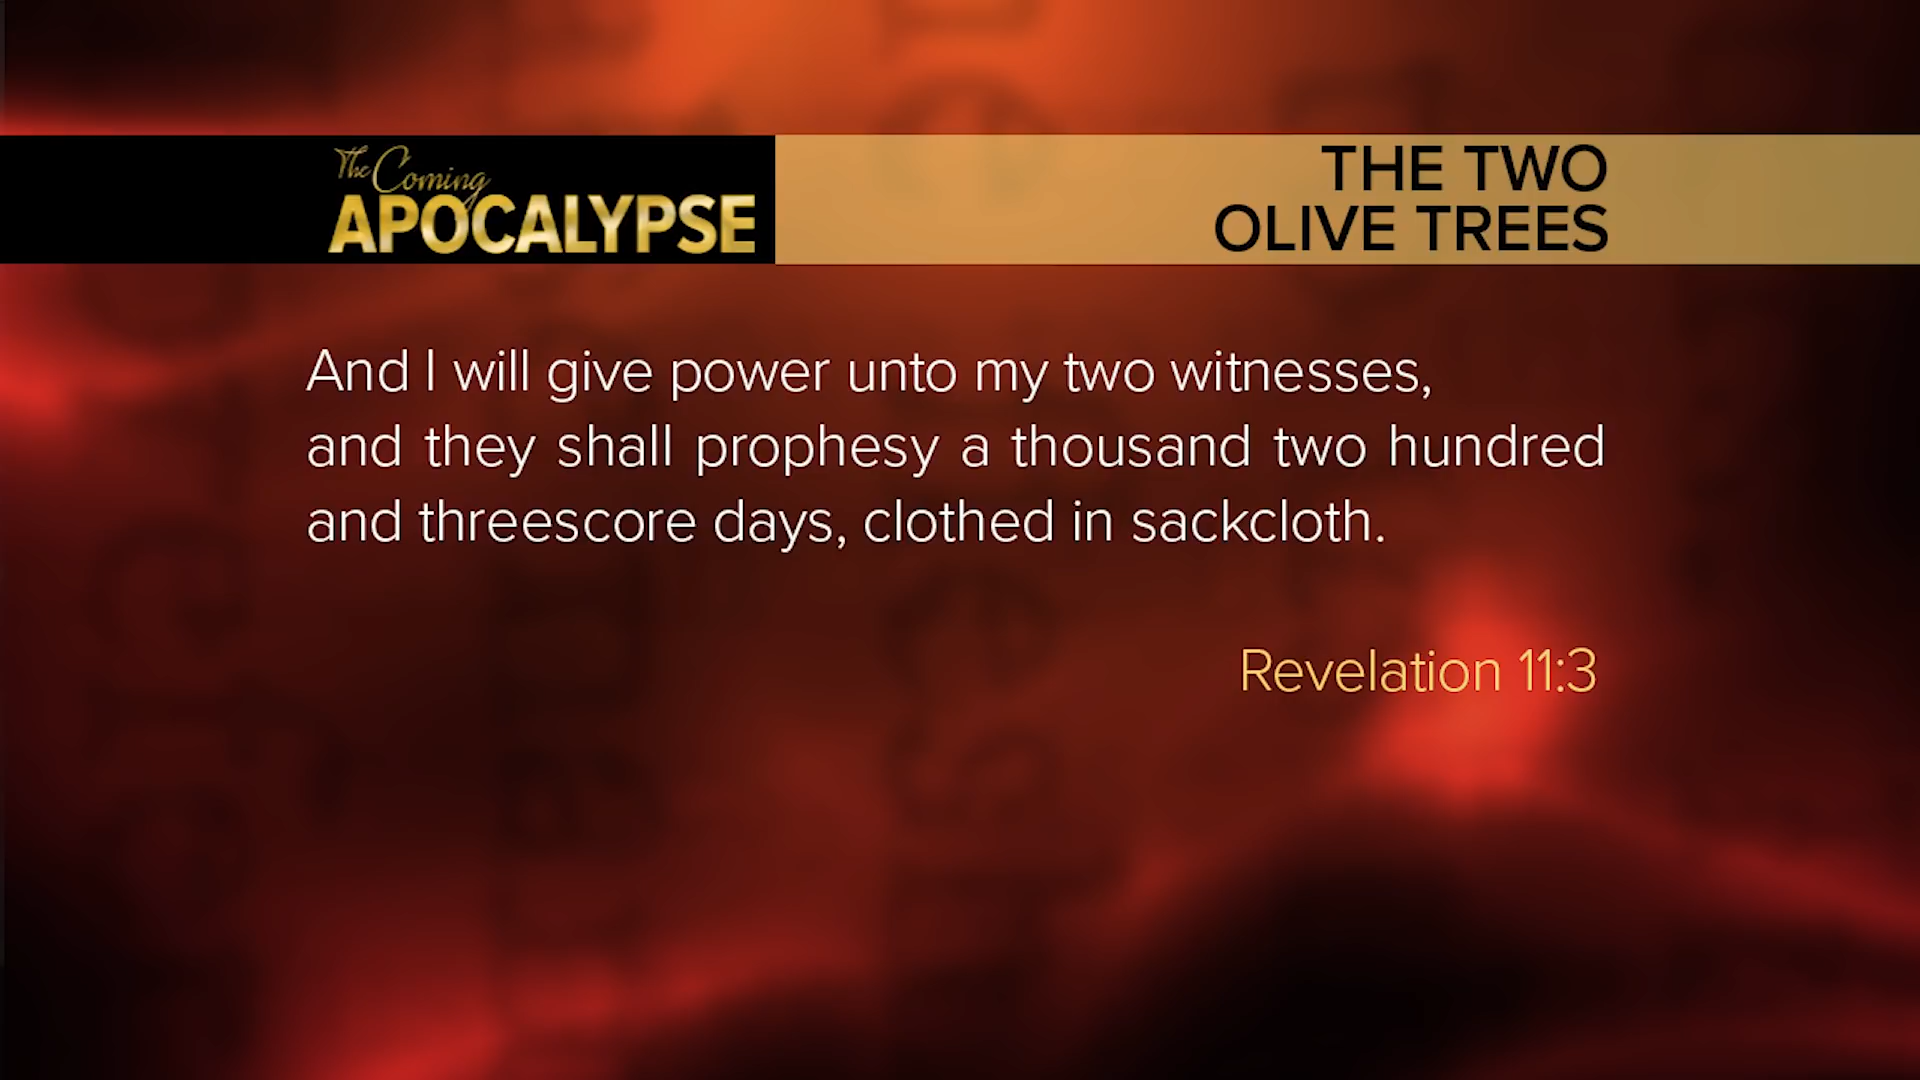 The Coming
APOCALYPSE
THE TWO
OLIVE TREES
And I will give power unto my two witnesses,
and they shall prophesy a thousand two hundred
and threescore days, clothed in sackcloth.
Revelation 11:3